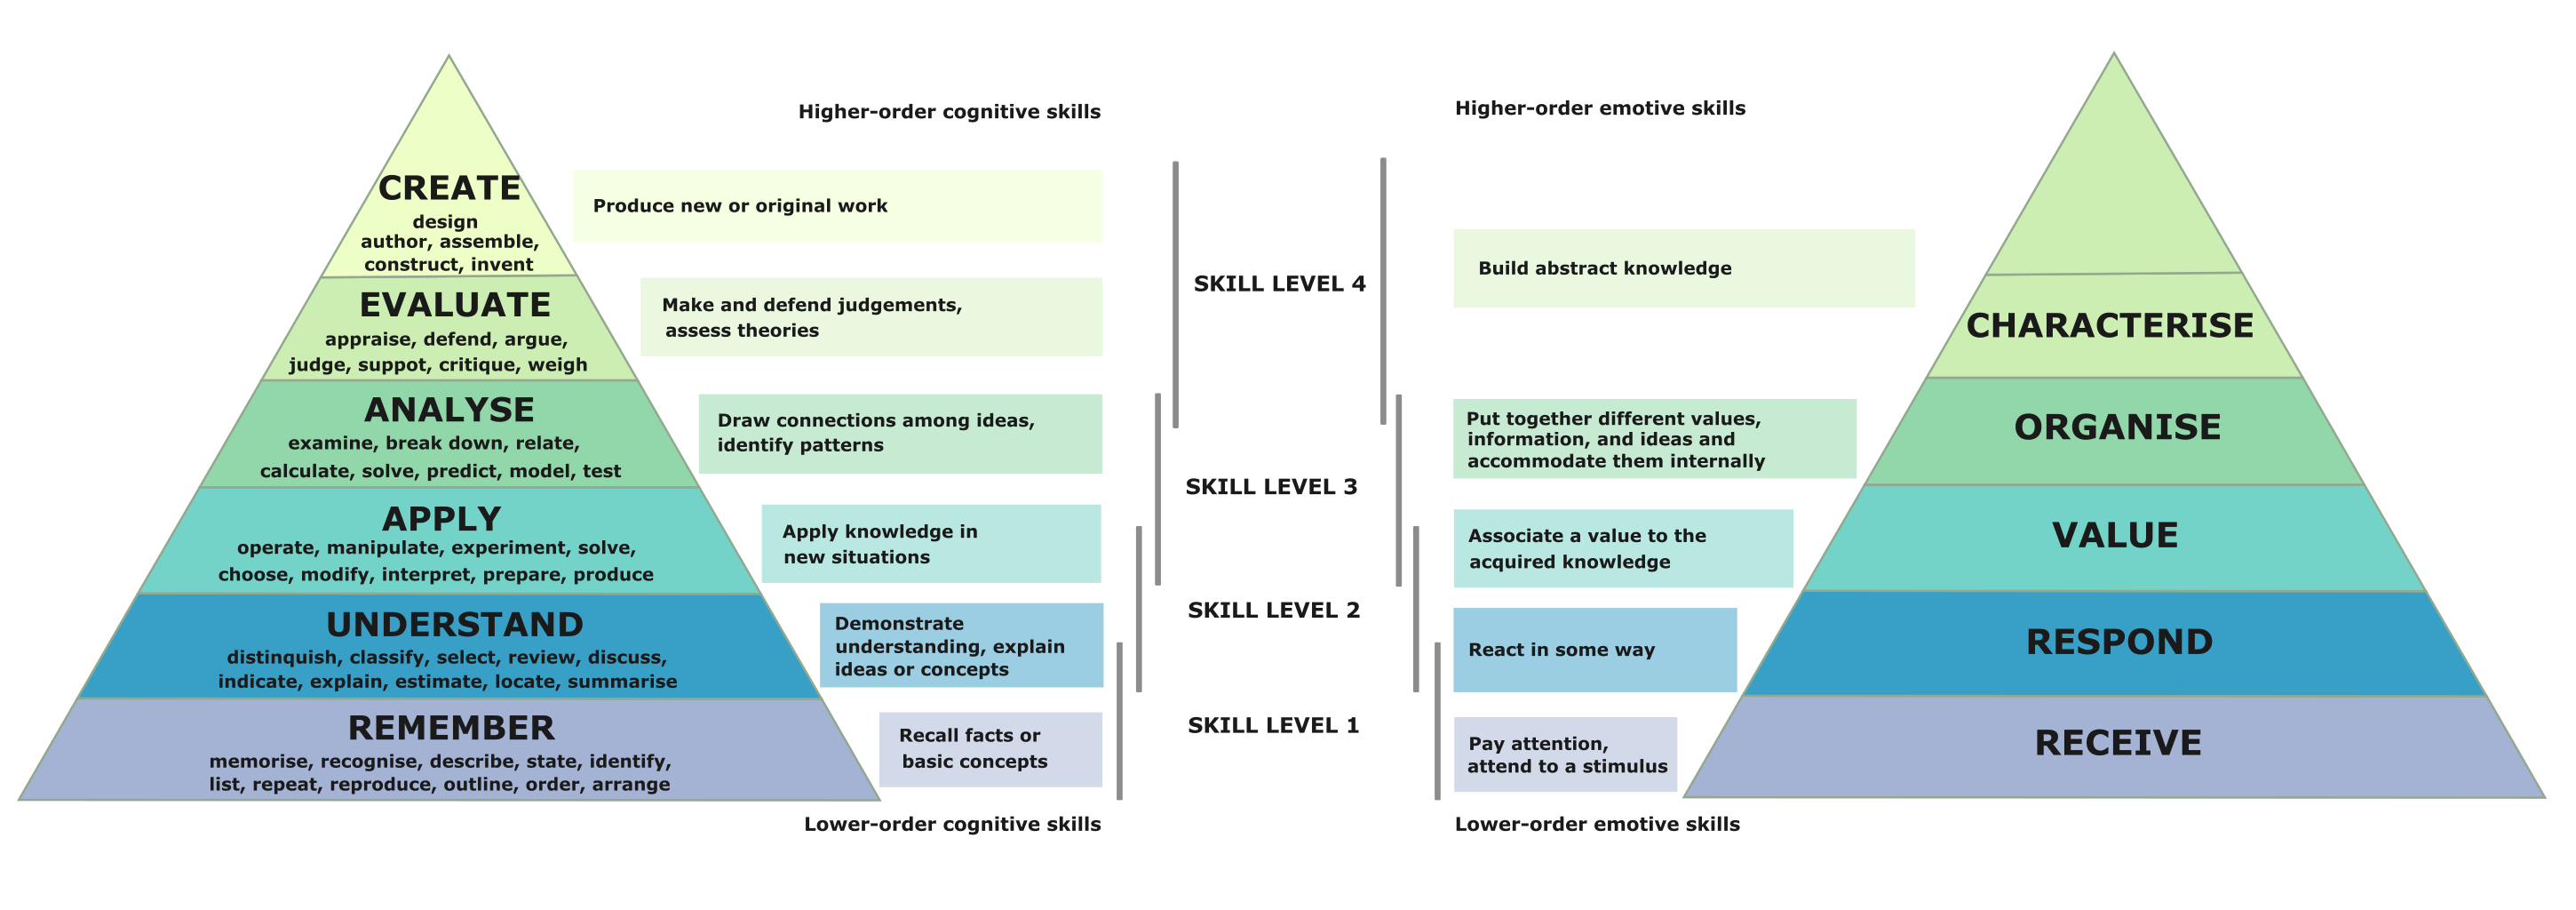 CREATE
design
author, assemble,
construct, invent
EVALUATE
appraise, defend, argue,
judge, suppot, critique, weigh
ANALYSE
examine, break down, relate,
calculate, solve, predict, model, test
APPLY
operate, manipulate, experiment, solve,
choose, modify, interpret, prepare, produce
UNDERSTAND
distinquish, classify, select, review, discuss,
indicate, explain, estimate, locate, summarise
REMEMBER
memorise, recognise, describe, state, identify,
list, repeat, reproduce, outline, order, arrange
Higher-order cognitive skills
Produce new or original work
Make and defend judgements,
assess theories
Draw connections among ideas,
identify patterns
Apply knowledge in
new situations
Demonstrate
understanding, explain
ideas or concepts
Recall facts or
basic concepts
Lower-order cognitive skills
SKILL LEVEL 4
SKILL LEVEL 3
SKILL LEVEL 2
SKILL LEVEL 1
Higher-order emotive skills
Build abstract knowledge
Put together different values,
information, and ideas and
accommodate them internally
Associate a value to the
acquired knowledge
React in some way
Pay attention,
attend to a stimulus
Lower-order emotive skills
CHARACTERISE
ORGANISE
VALUE
RESPOND
RECEIVE